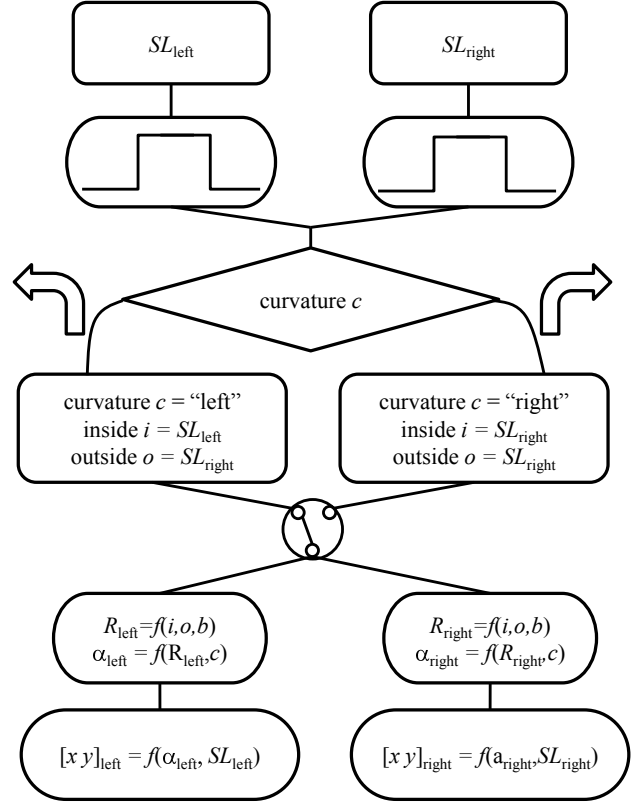 SL_left
SL_right
curvature c
curvature c = “left”
inside i = SL_left
outside o = SL_right
curvature c = “right”
inside i = SL_right
outside o = SL_right
R_left=f(i,o,b)
α_left = f(R_left,c)
R_right=f(i,o,b)
α_right = f(R_right,c)
[x y]_left = f(α_left, SL_left)
[x y]_right = f(a_right,SL_right)